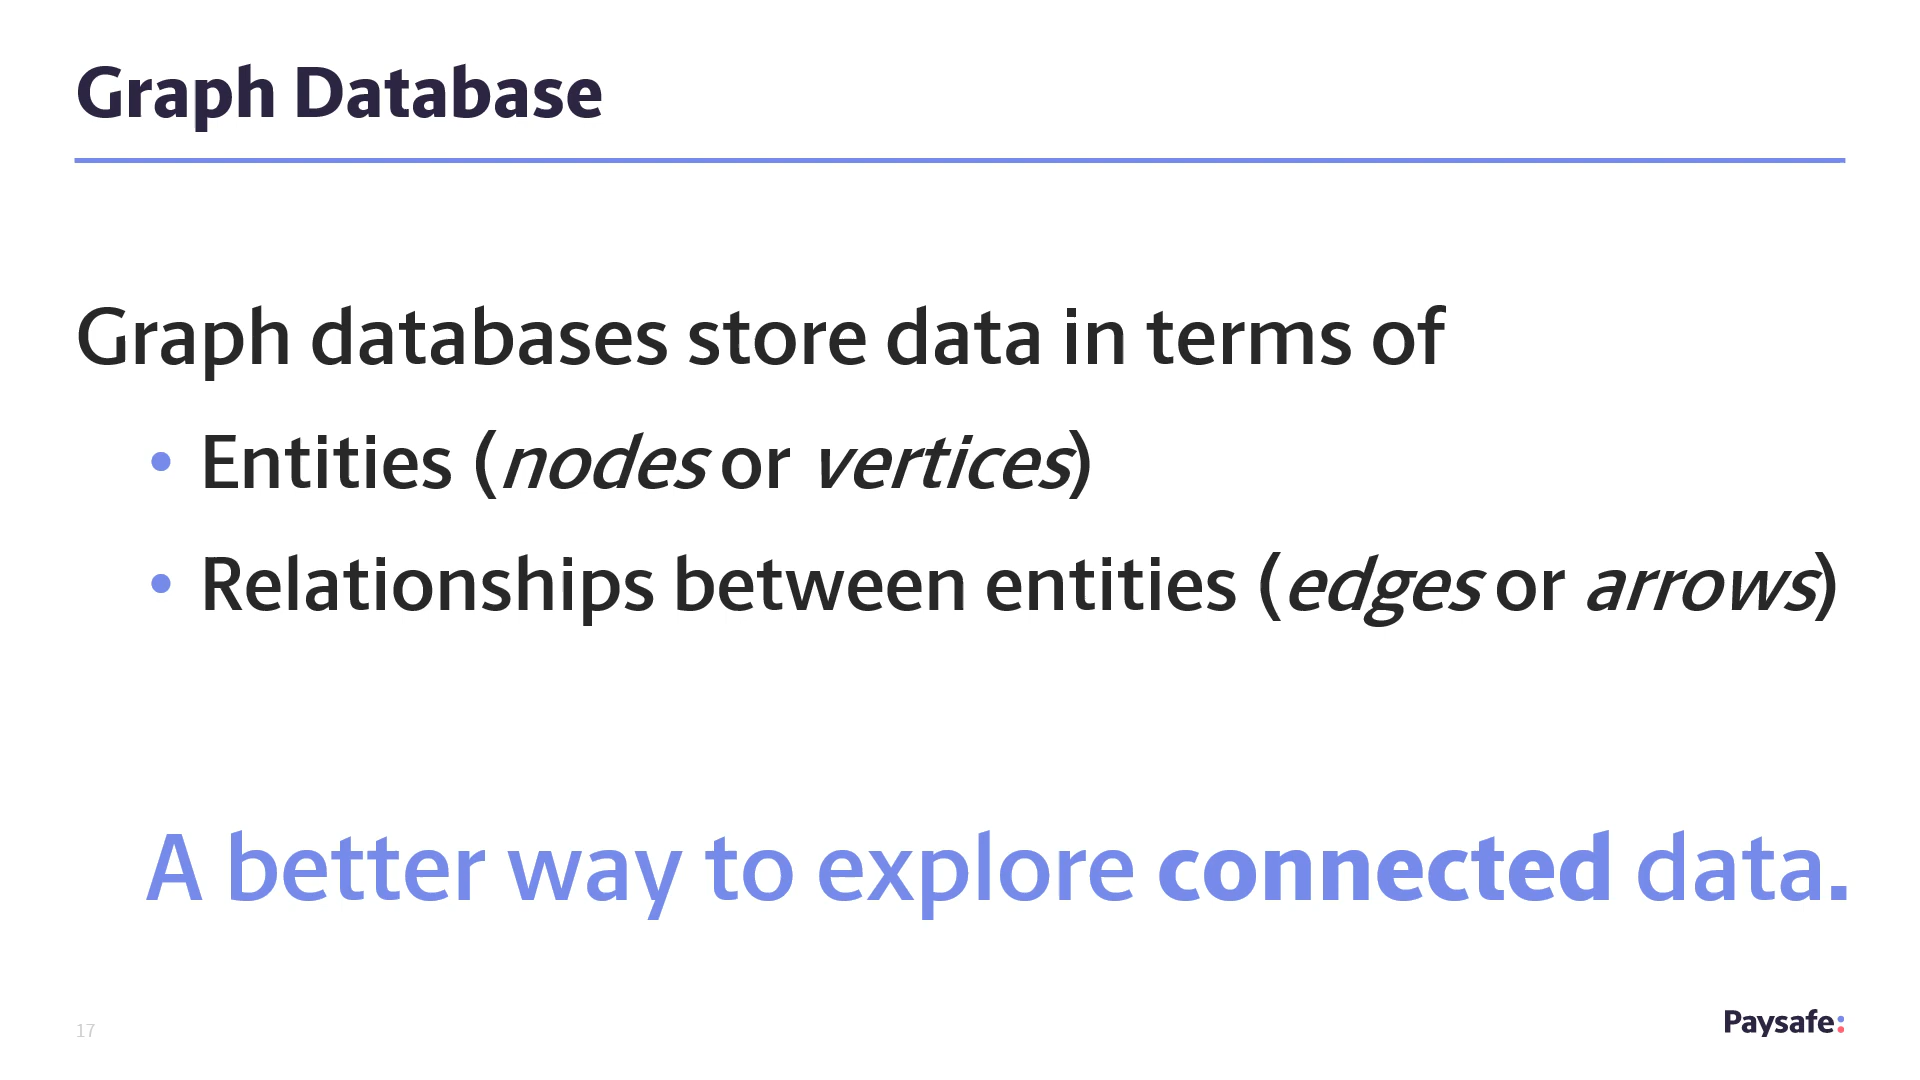 Graph Database
Graph databases store data in terms of
• Entities (nodes or vertices)
• Relationships between entities (edges or arrows)
A better way to explore connected data.
17
Paysafe: